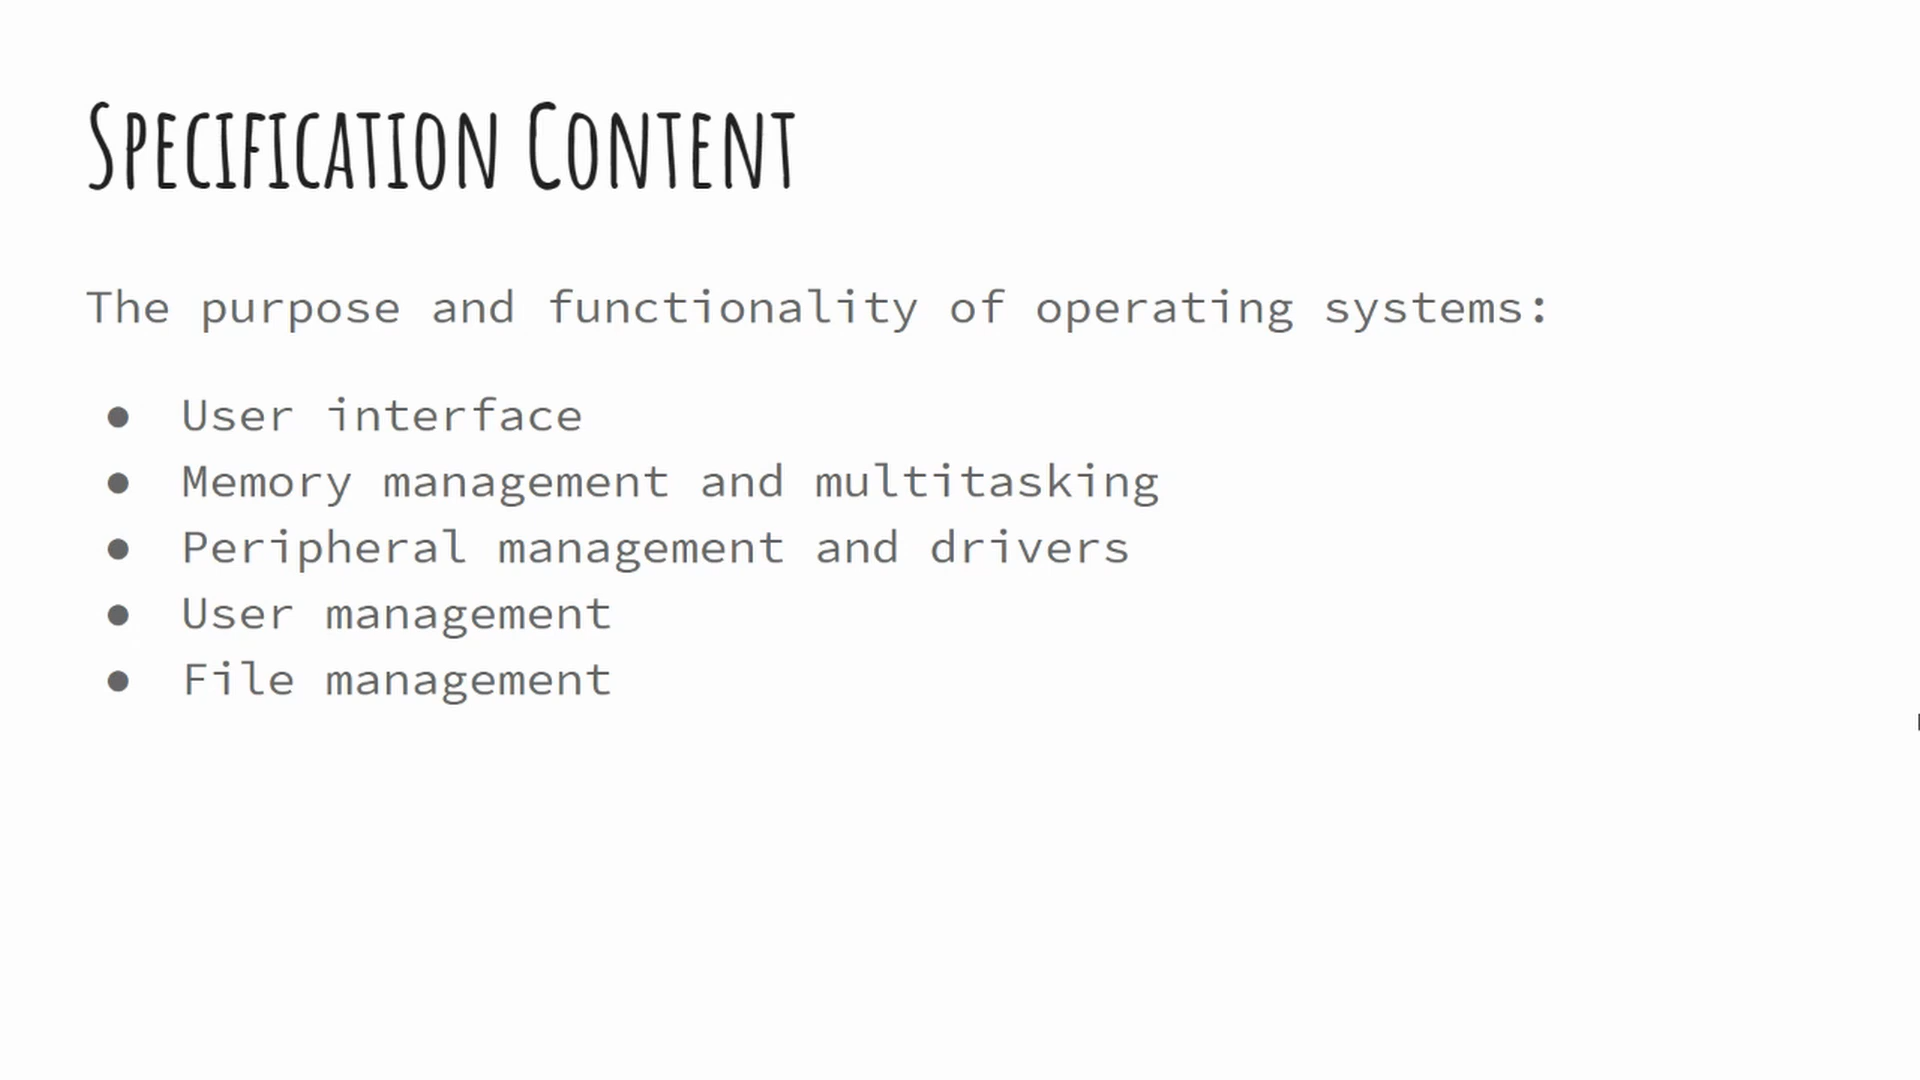 Specification Content
The purpose and functionality of operating systems:
● User interface
● Memory management and multitasking
● Peripheral management and drivers
● User management
● File management